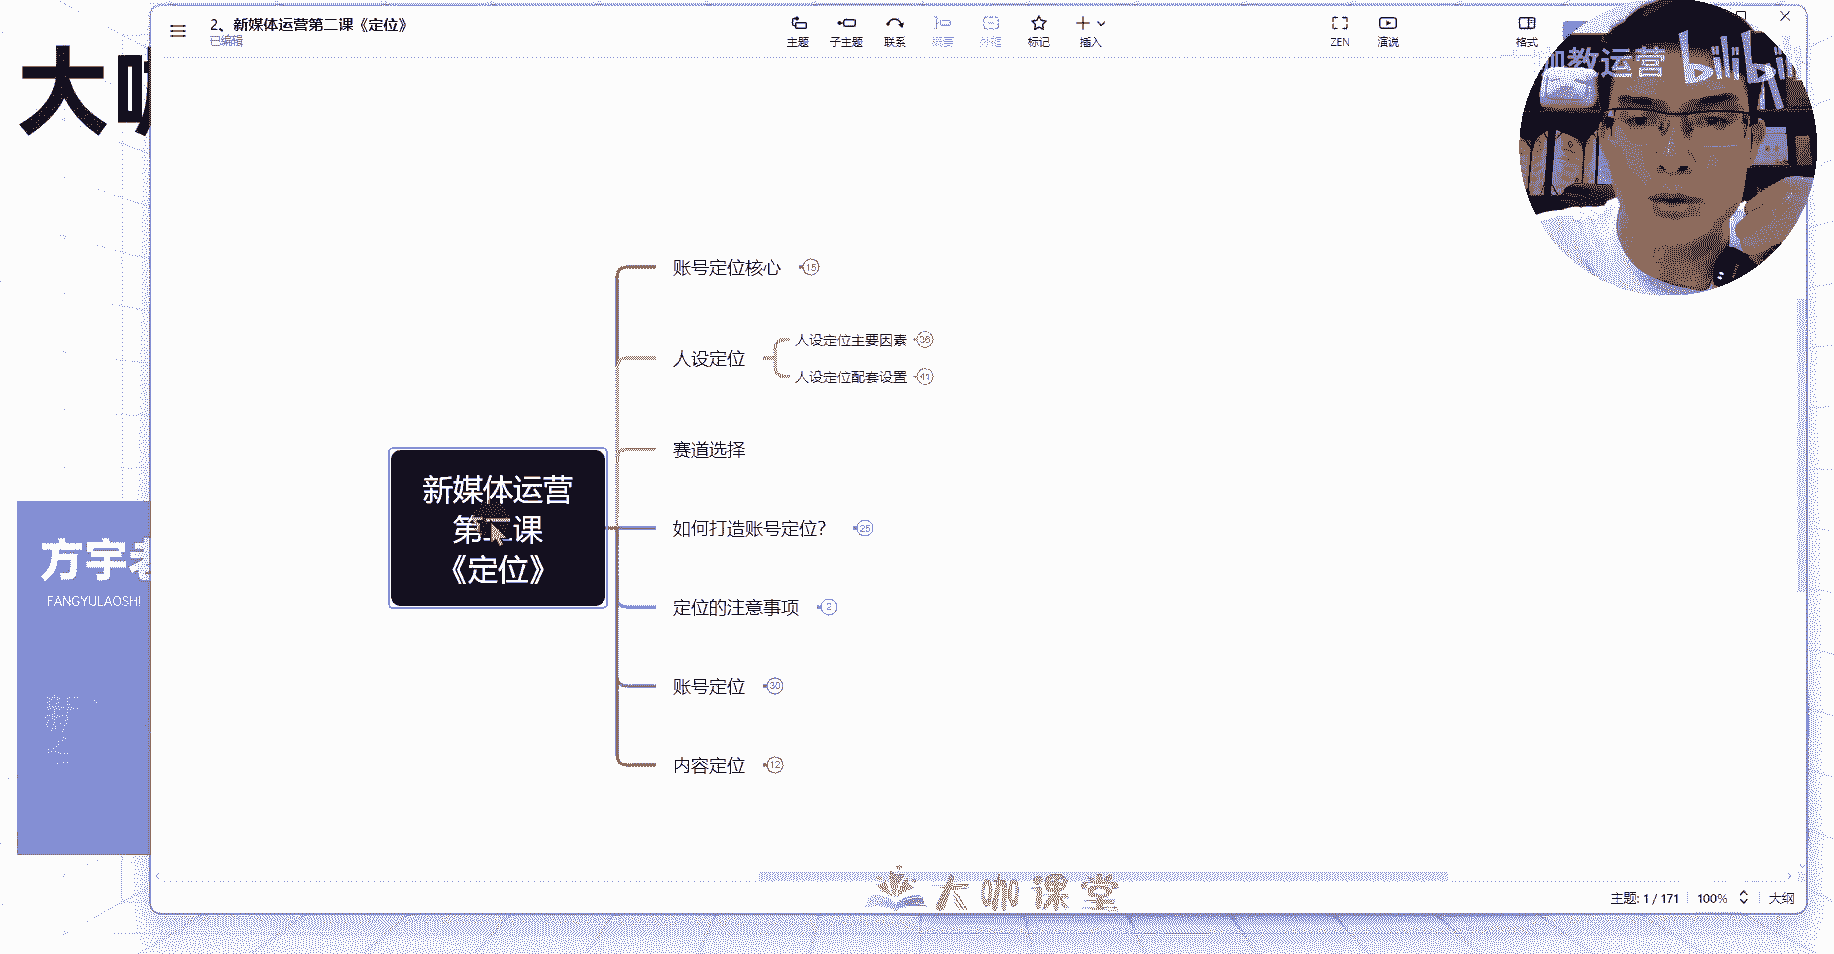 2、新媒体运营第二课《定位》
已编辑
主题
子主题
联系
概要
外框
标记
插入
ZEN
演说
格式
咖教运营
bilibili
大咖
账号定位核心 15
人设定位
人设定位主要因素
人设定位配套设置
赛道选择
新媒体运营
第二课
《定位》
如何打造账号定位? 25
定位的注意事项 2
账号定位 30
内容定位 12
方宇老
FANGYULAOSHI
大咖课堂
主题: 1 / 171
100%
大纲